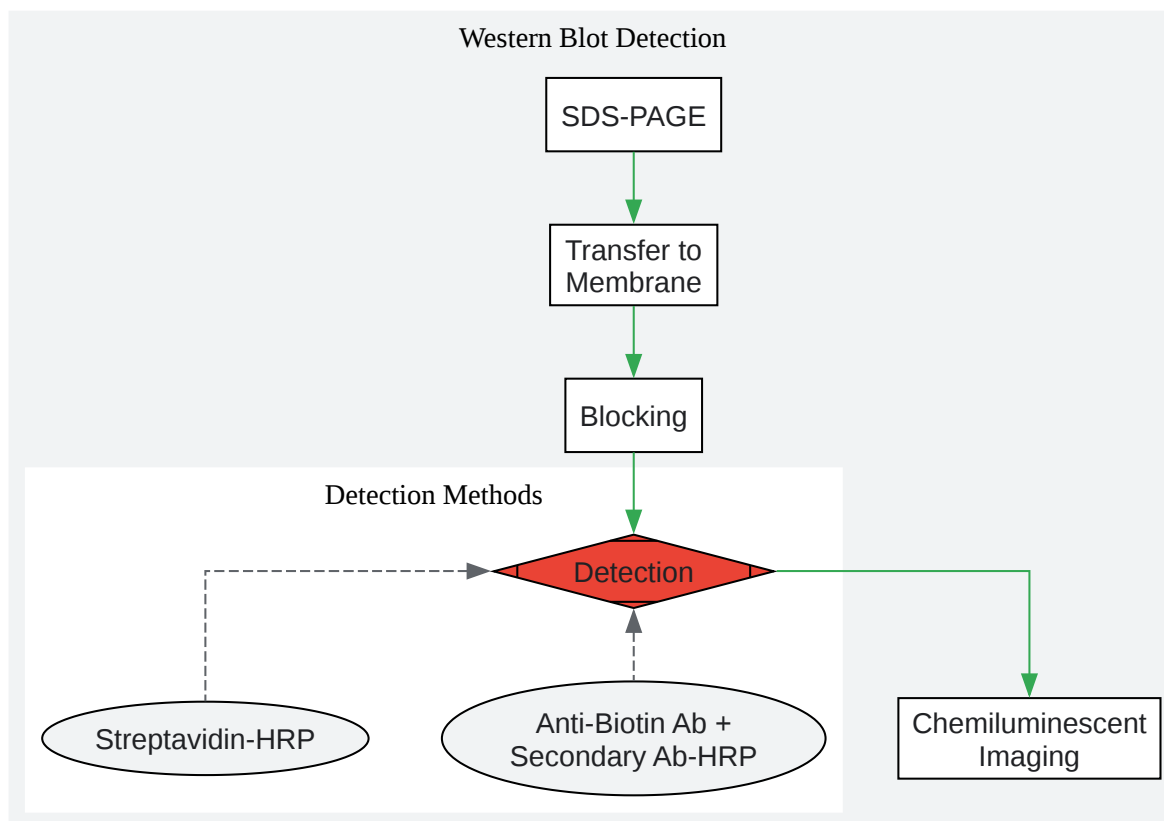 Western Blot Detection
SDS-PAGE
Transfer to
Membrane
Blocking
Detection Methods
Detection
Streptavidin-HRP
Anti-Biotin Ab +
Secondary Ab-HRP
Chemiluminescent
Imaging